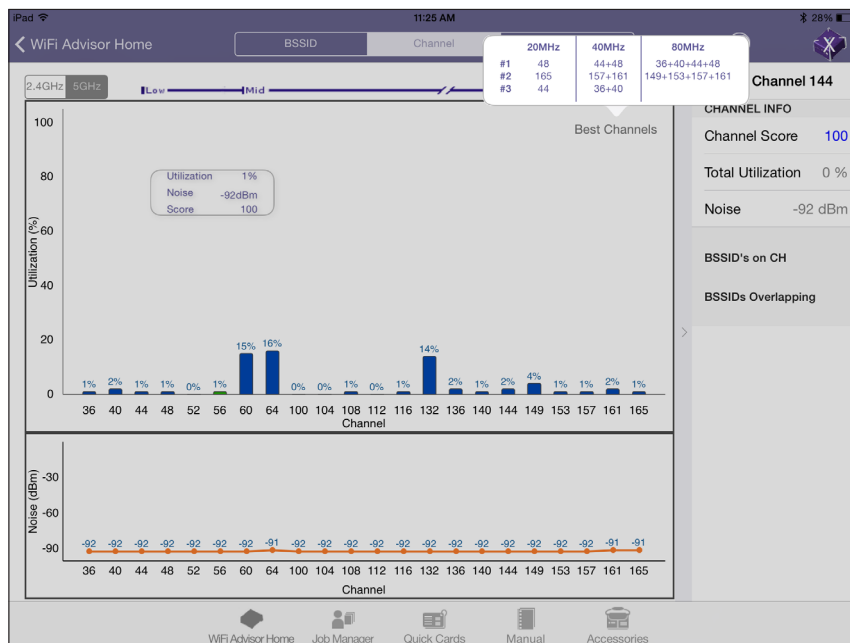 iPad 11:25 AM 28%
WiFi Advisor Home BSSID Channel
20MHz 40MHz 80MHz
#1 48 44+48 36+40+44+48
#2 165 157+161 149+153+157+161
#3 44 36+40
2.4GHz 5GHz Low Mid Channel 144
Best Channels
CHANNEL INFO
Channel Score 100
Total Utilization 0 %
Noise -92 dBm
BSSID's on CH
BSSIDs Overlapping
Utilization 1%
Noise -92dBm
Score 100
Utilization (%)
100
80
60
40
20
0
1% 2% 1% 1% 0% 1% 15% 16% 0% 0% 1% 0% 1% 14% 2% 1% 2% 4% 1% 1% 2% 1%
36 40 44 48 52 56 60 64 100 104 108 112 116 132 136 140 144 149 153 157 161 165
Channel
Noise (dBm)
-30
-60
-90
-92 -92 -92 -92 -92 -92 -92 -91 -92 -92 -92 -92 -92 -92 -92 -92 -92 -92 -92 -92 -91 -91
36 40 44 48 52 56 60 64 100 104 108 112 116 132 136 140 144 149 153 157 161 165
Channel
WiFi Advisor Home Job Manager Quick Cards Manual Accessories